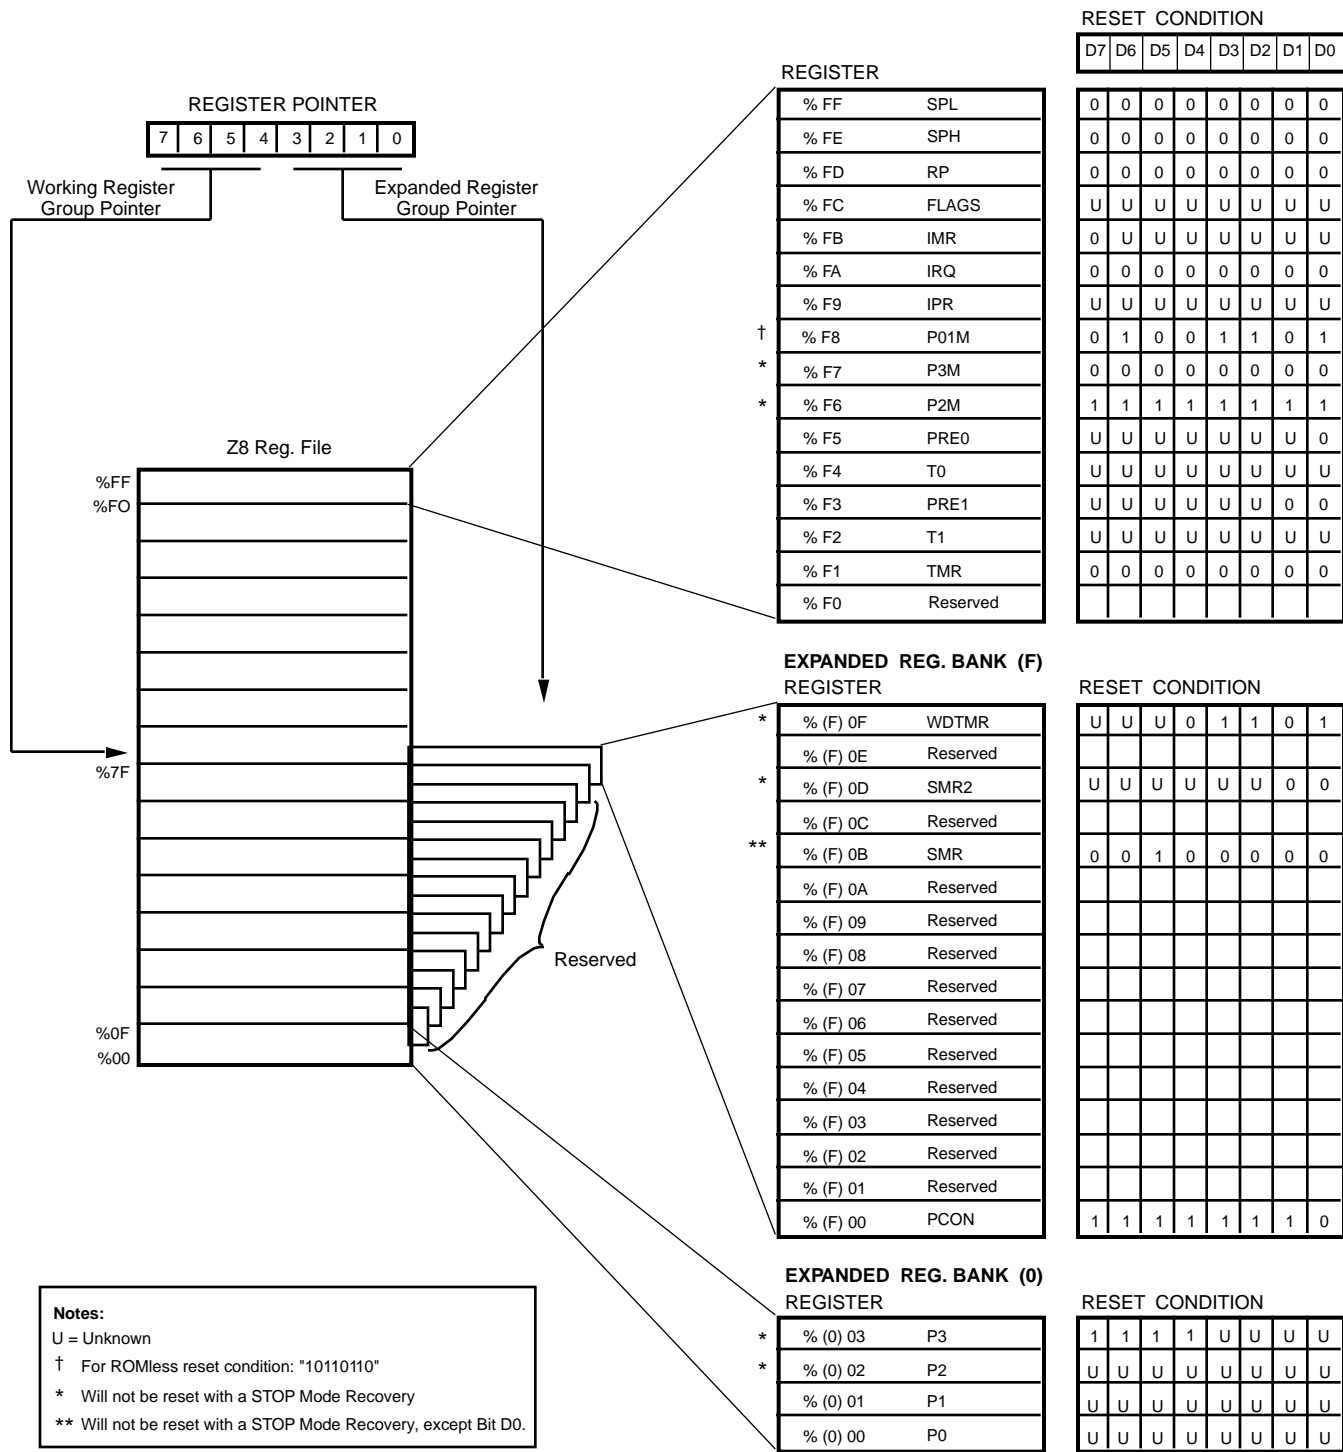 REGISTER POINTER
7 6 5 4 3 2 1 0
Working Register
Group Pointer
Expanded Register
Group Pointer
Z8 Reg. File
%FF
%FO
%7F
%0F
%00
Reserved
RESET CONDITION
D7 D6 D5 D4 D3 D2 D1 D0
REGISTER
% FF SPL 0 0 0 0 0 0 0 0
% FE SPH 0 0 0 0 0 0 0 0
% FD RP 0 0 0 0 0 0 0 0
% FC FLAGS U U U U U U U U
% FB IMR 0 U U U U U U U
% FA IRQ 0 0 0 0 0 0 0 0
% F9 IPR U U U U U U U U
† % F8 P01M 0 1 0 0 1 1 0 1
* % F7 P3M 0 0 0 0 0 0 0 0
* % F6 P2M 1 1 1 1 1 1 1 1
% F5 PRE0 U U U U U U U 0
% F4 T0 U U U U U U U U
% F3 PRE1 U U U U U U 0 0
% F2 T1 U U U U U U U U
% F1 TMR 0 0 0 0 0 0 0 0
% F0 Reserved
EXPANDED REG. BANK (F)
REGISTER RESET CONDITION
* % (F) 0F WDTMR U U U 0 1 1 0 1
% (F) 0E Reserved
* % (F) 0D SMR2 U U U U U U 0 0
% (F) 0C Reserved
** % (F) 0B SMR 0 0 1 0 0 0 0 0
% (F) 0A Reserved
% (F) 09 Reserved
% (F) 08 Reserved
% (F) 07 Reserved
% (F) 06 Reserved
% (F) 05 Reserved
% (F) 04 Reserved
% (F) 03 Reserved
% (F) 02 Reserved
% (F) 01 Reserved
% (F) 00 PCON 1 1 1 1 1 1 1 0
EXPANDED REG. BANK (0)
REGISTER RESET CONDITION
* % (0) 03 P3 1 1 1 1 U U U U
* % (0) 02 P2 U U U U U U U U
% (0) 01 P1 U U U U U U U U
% (0) 00 P0 U U U U U U U U
Notes:
U = Unknown
† For ROMless reset condition: "10110110"
* Will not be reset with a STOP Mode Recovery
** Will not be reset with a STOP Mode Recovery, except Bit D0.